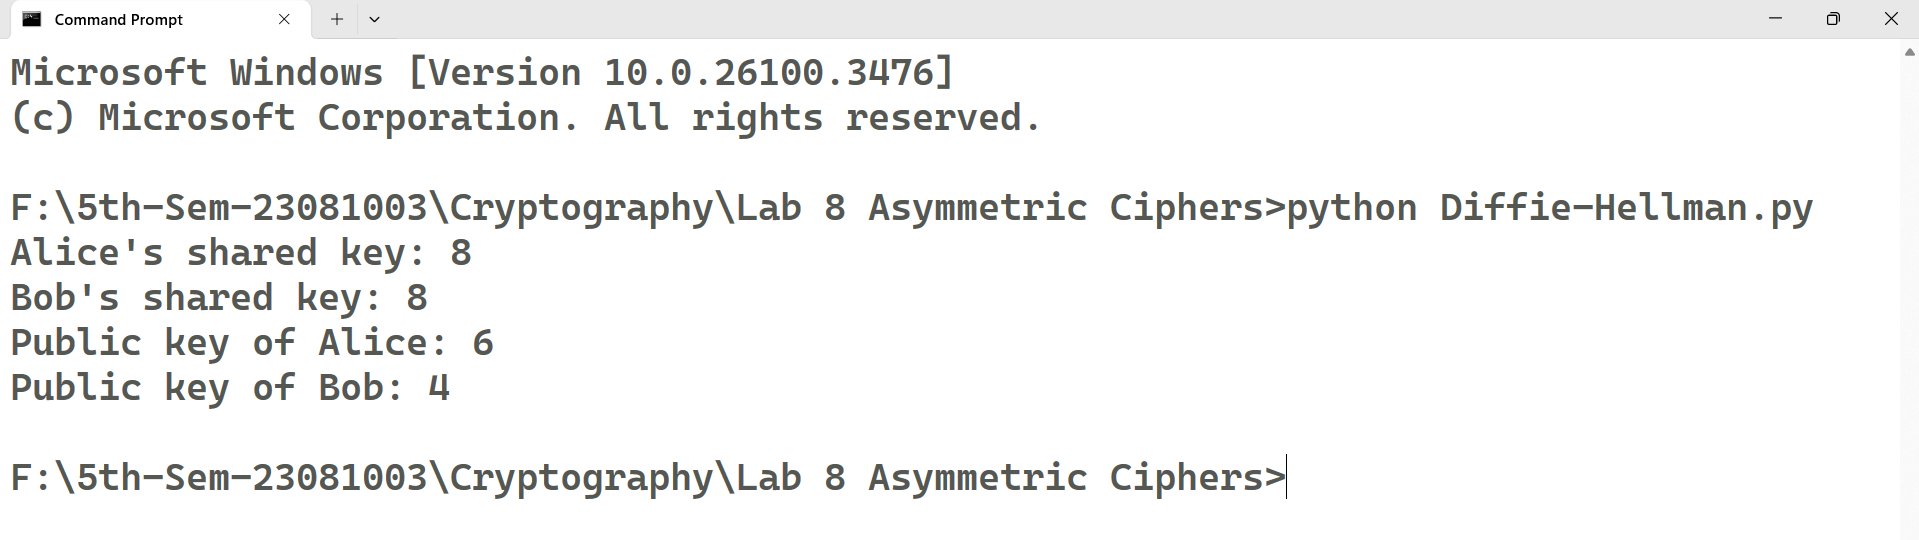 Command Prompt
Microsoft Windows [Version 10.0.26100.3476]
(c) Microsoft Corporation. All rights reserved.
F:\5th-Sem-23081003\Cryptography\Lab 8 Asymmetric Ciphers>python Diffie-Hellman.py
Alice's shared key: 8
Bob's shared key: 8
Public key of Alice: 6
Public key of Bob: 4
F:\5th-Sem-23081003\Cryptography\Lab 8 Asymmetric Ciphers>